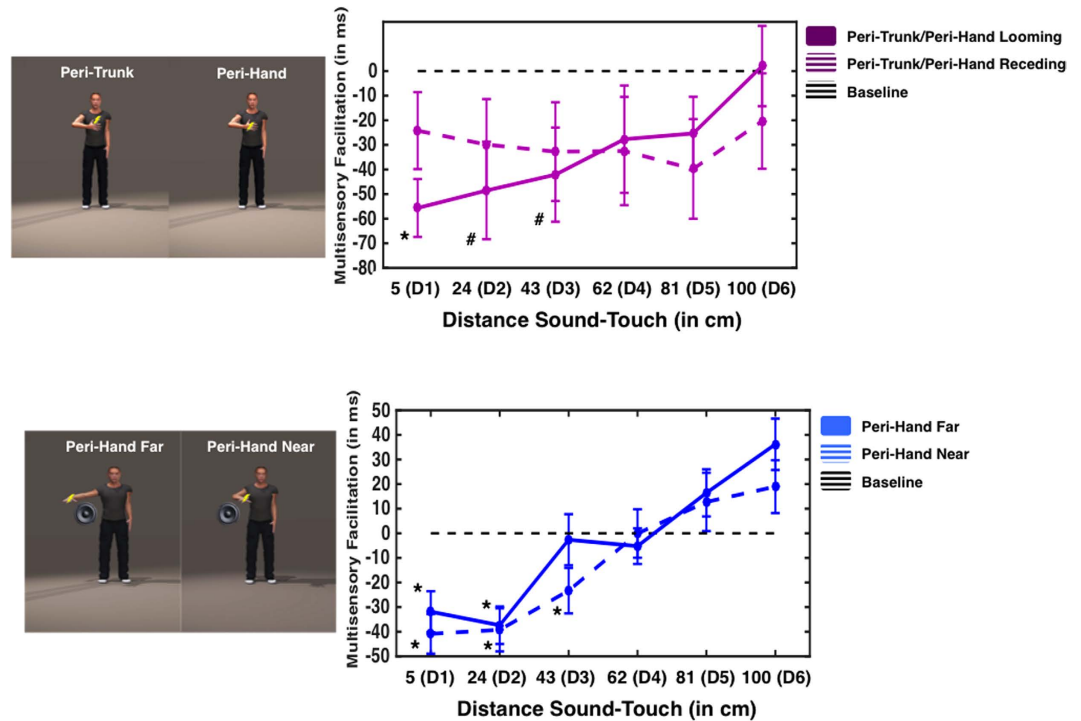 Peri-Trunk
Peri-Hand
Multisensory Facilitation (in ms)
0
-10
-20
-30
-40
-50
-60
-70
-80
*
#
#
5 (D1) 24 (D2) 43 (D3) 62 (D4) 81 (D5) 100 (D6)
Distance Sound-Touch (in cm)
Peri-Trunk/Peri-Hand Looming
Peri-Trunk/Peri-Hand Receding
Baseline
Peri-Hand Far
Peri-Hand Near
Multisensory Facilitation (in ms)
50
40
30
20
10
0
-10
-20
-30
-40
-50
*
*
*
*
*
5 (D1) 24 (D2) 43 (D3) 62 (D4) 81 (D5) 100 (D6)
Distance Sound-Touch (in cm)
Peri-Hand Far
Peri-Hand Near
Baseline